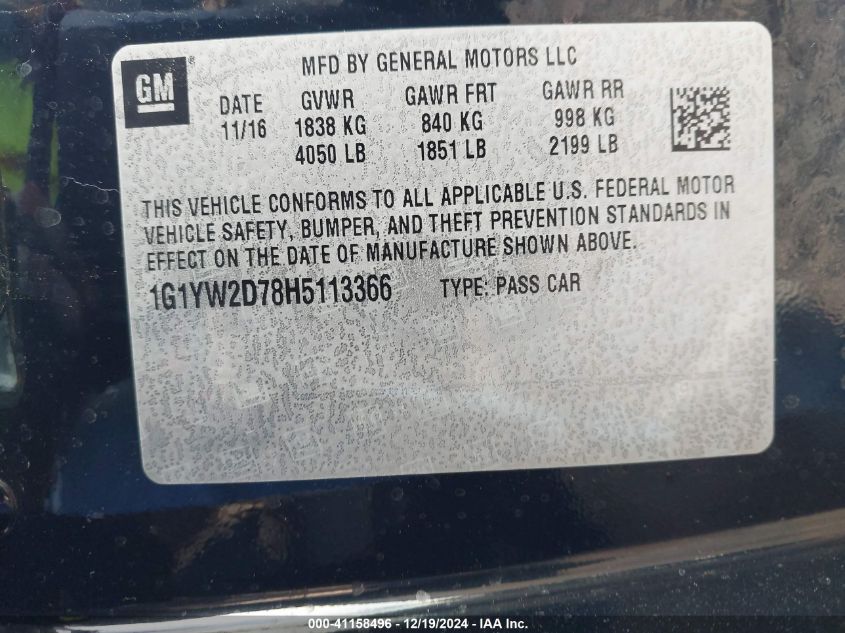 GM
MFD BY GENERAL MOTORS LLC
DATE GVWR GAWR FRT GAWR RR
11/16 1838 KG 840 KG 998 KG
4050 LB 1851 LB 2199 LB
THIS VEHICLE CONFORMS TO ALL APPLICABLE U.S. FEDERAL MOTOR
VEHICLE SAFETY, BUMPER, AND THEFT PREVENTION STANDARDS IN
EFFECT ON THE DATE OF MANUFACTURE SHOWN ABOVE.
1G1YW2D78H5113366 TYPE: PASS CAR
000-41158496 - 12/19/2024 - IAA Inc.